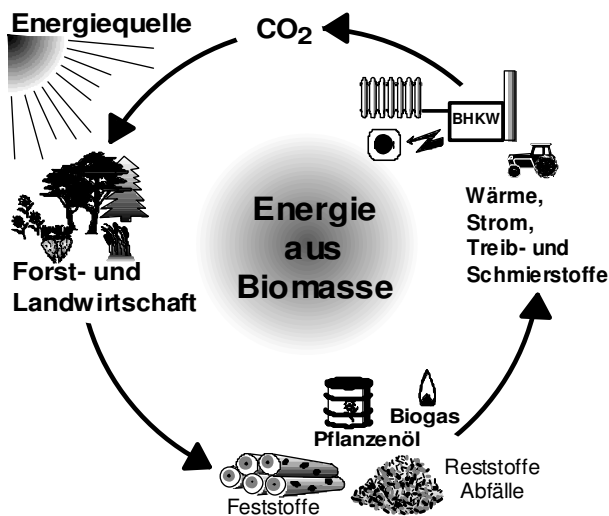 Energiequelle
CO2
BHKW
Energie
aus
Biomasse
Wärme,
Strom,
Treib- und
Schmierstoffe
Forst- und
Landwirtschaft
Biogas
Pflanzenöl
Feststoffe
Reststoffe
Abfälle